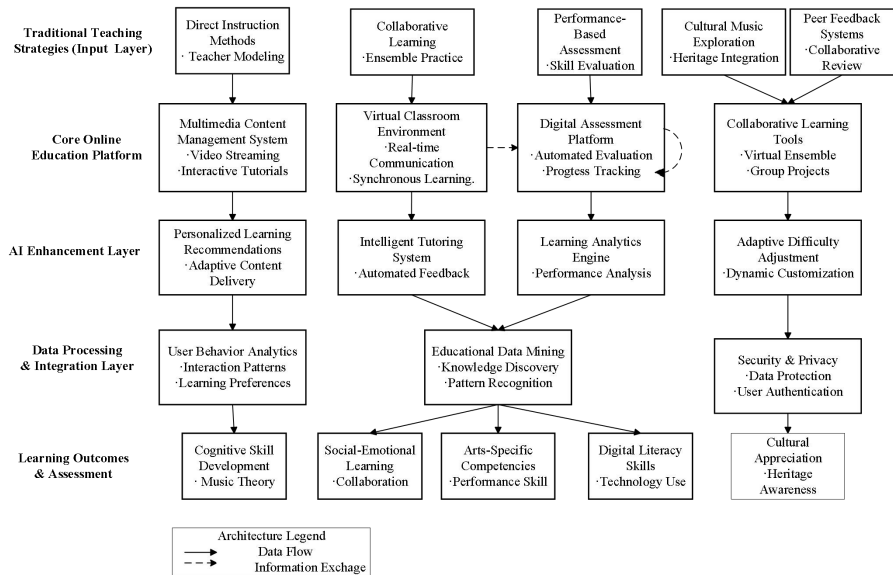 Traditional Teaching
Strategies (Input Layer)
Direct Instruction
Methods
· Teacher Modeling
Collaborative
Learning
·Ensemble Practice
Performance-
Based Assessment
·Skill Evaluation
Cultural Music
Exploration
·Heritage Integration
Peer Feedback
Systems
·Collaborative
Review
Core Online
Education Platform
Multimedia Content
Management System
·Video Streaming
·Interactive Tutorials
Virtual Classroom
Environment
·Real-time
Communication
·Synchronous Learning.
Digital Assessment
Platform
·Automated Evaluation
·Progtess Tracking
Collaborative Learning
Tools
·Virtual Ensemble
·Group Projects
AI Enhancement Layer
Personalized Learning
Recommendations
·Adaptive Content
Delivery
Intelligent Tutoring
System
·Automated Feedback
Learning Analytics
Engine
·Performance Analysis
Adaptive Difficulty
Adjustment
·Dynamic Customization
Data Processing
& Integration Layer
User Behavior Analytics
·Interaction Patterns
·Learning Preferences
Educational Data Mining
·Knowledge Discovery
·Pattern Recognition
Security & Privacy
·Data Protection
·User Authentication
Learning Outcomes
& Assessment
Cognitive Skill
Development
·Music Theory
Social-Emotional
Learning
·Collaboration
Arts-Specific
Competencies
·Performance Skill
Digital Literacy
Skills
·Technology Use
Cultural
Appreciation
·Heritage
Awareness
Architecture Legend
Data Flow
Information Exchage